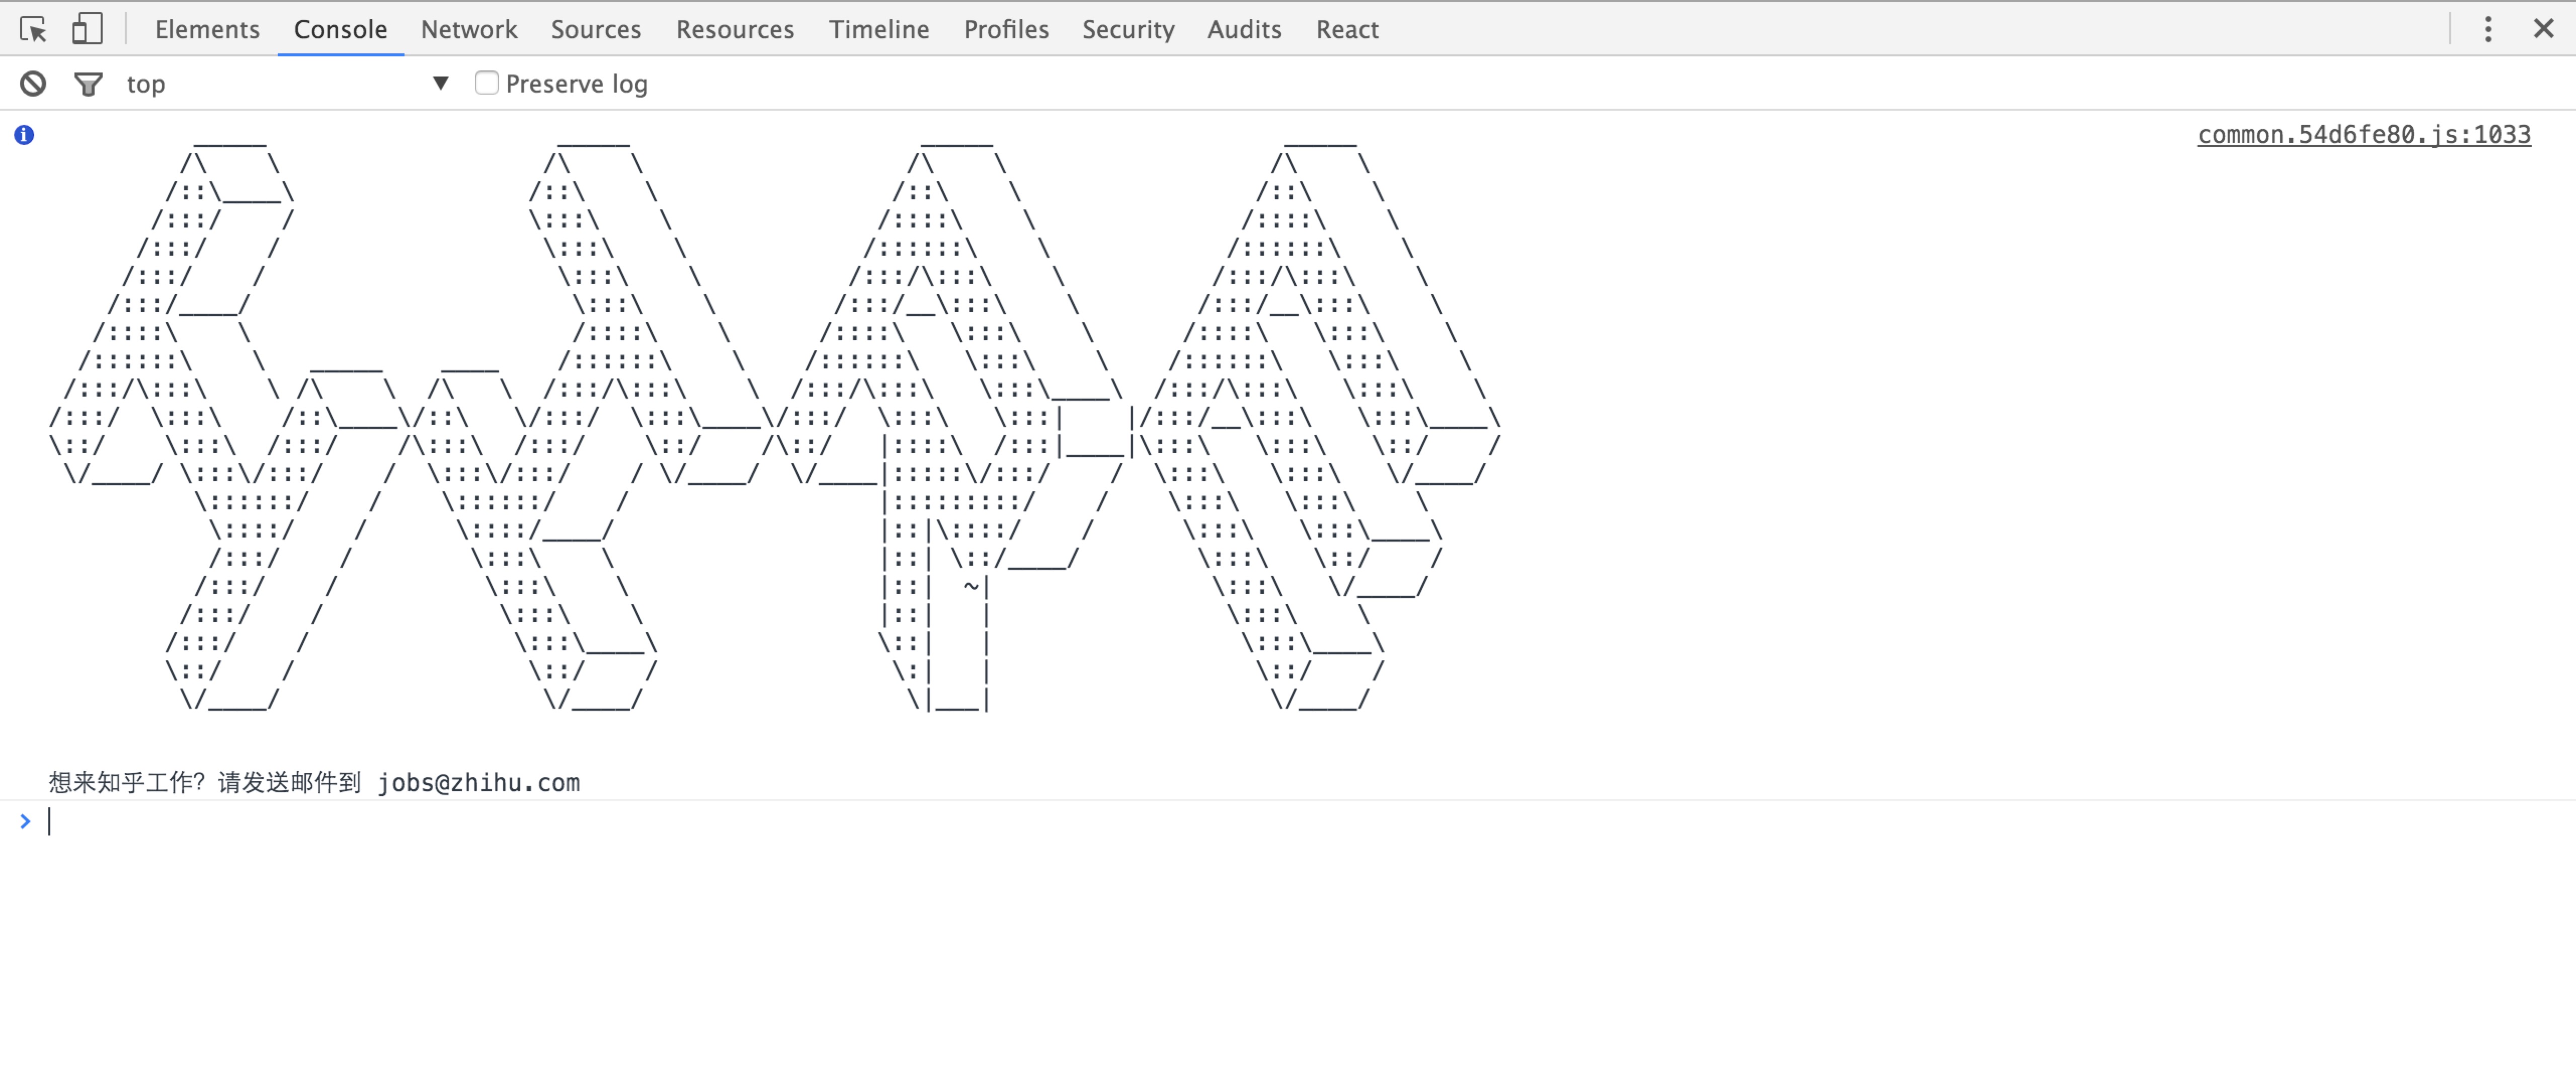 Elements Console Network Sources Resources Timeline Profiles Security Audits React
top Preserve log
common.54d6fe80.js:1033
想来知乎工作？请发送邮件到 jobs@zhihu.com